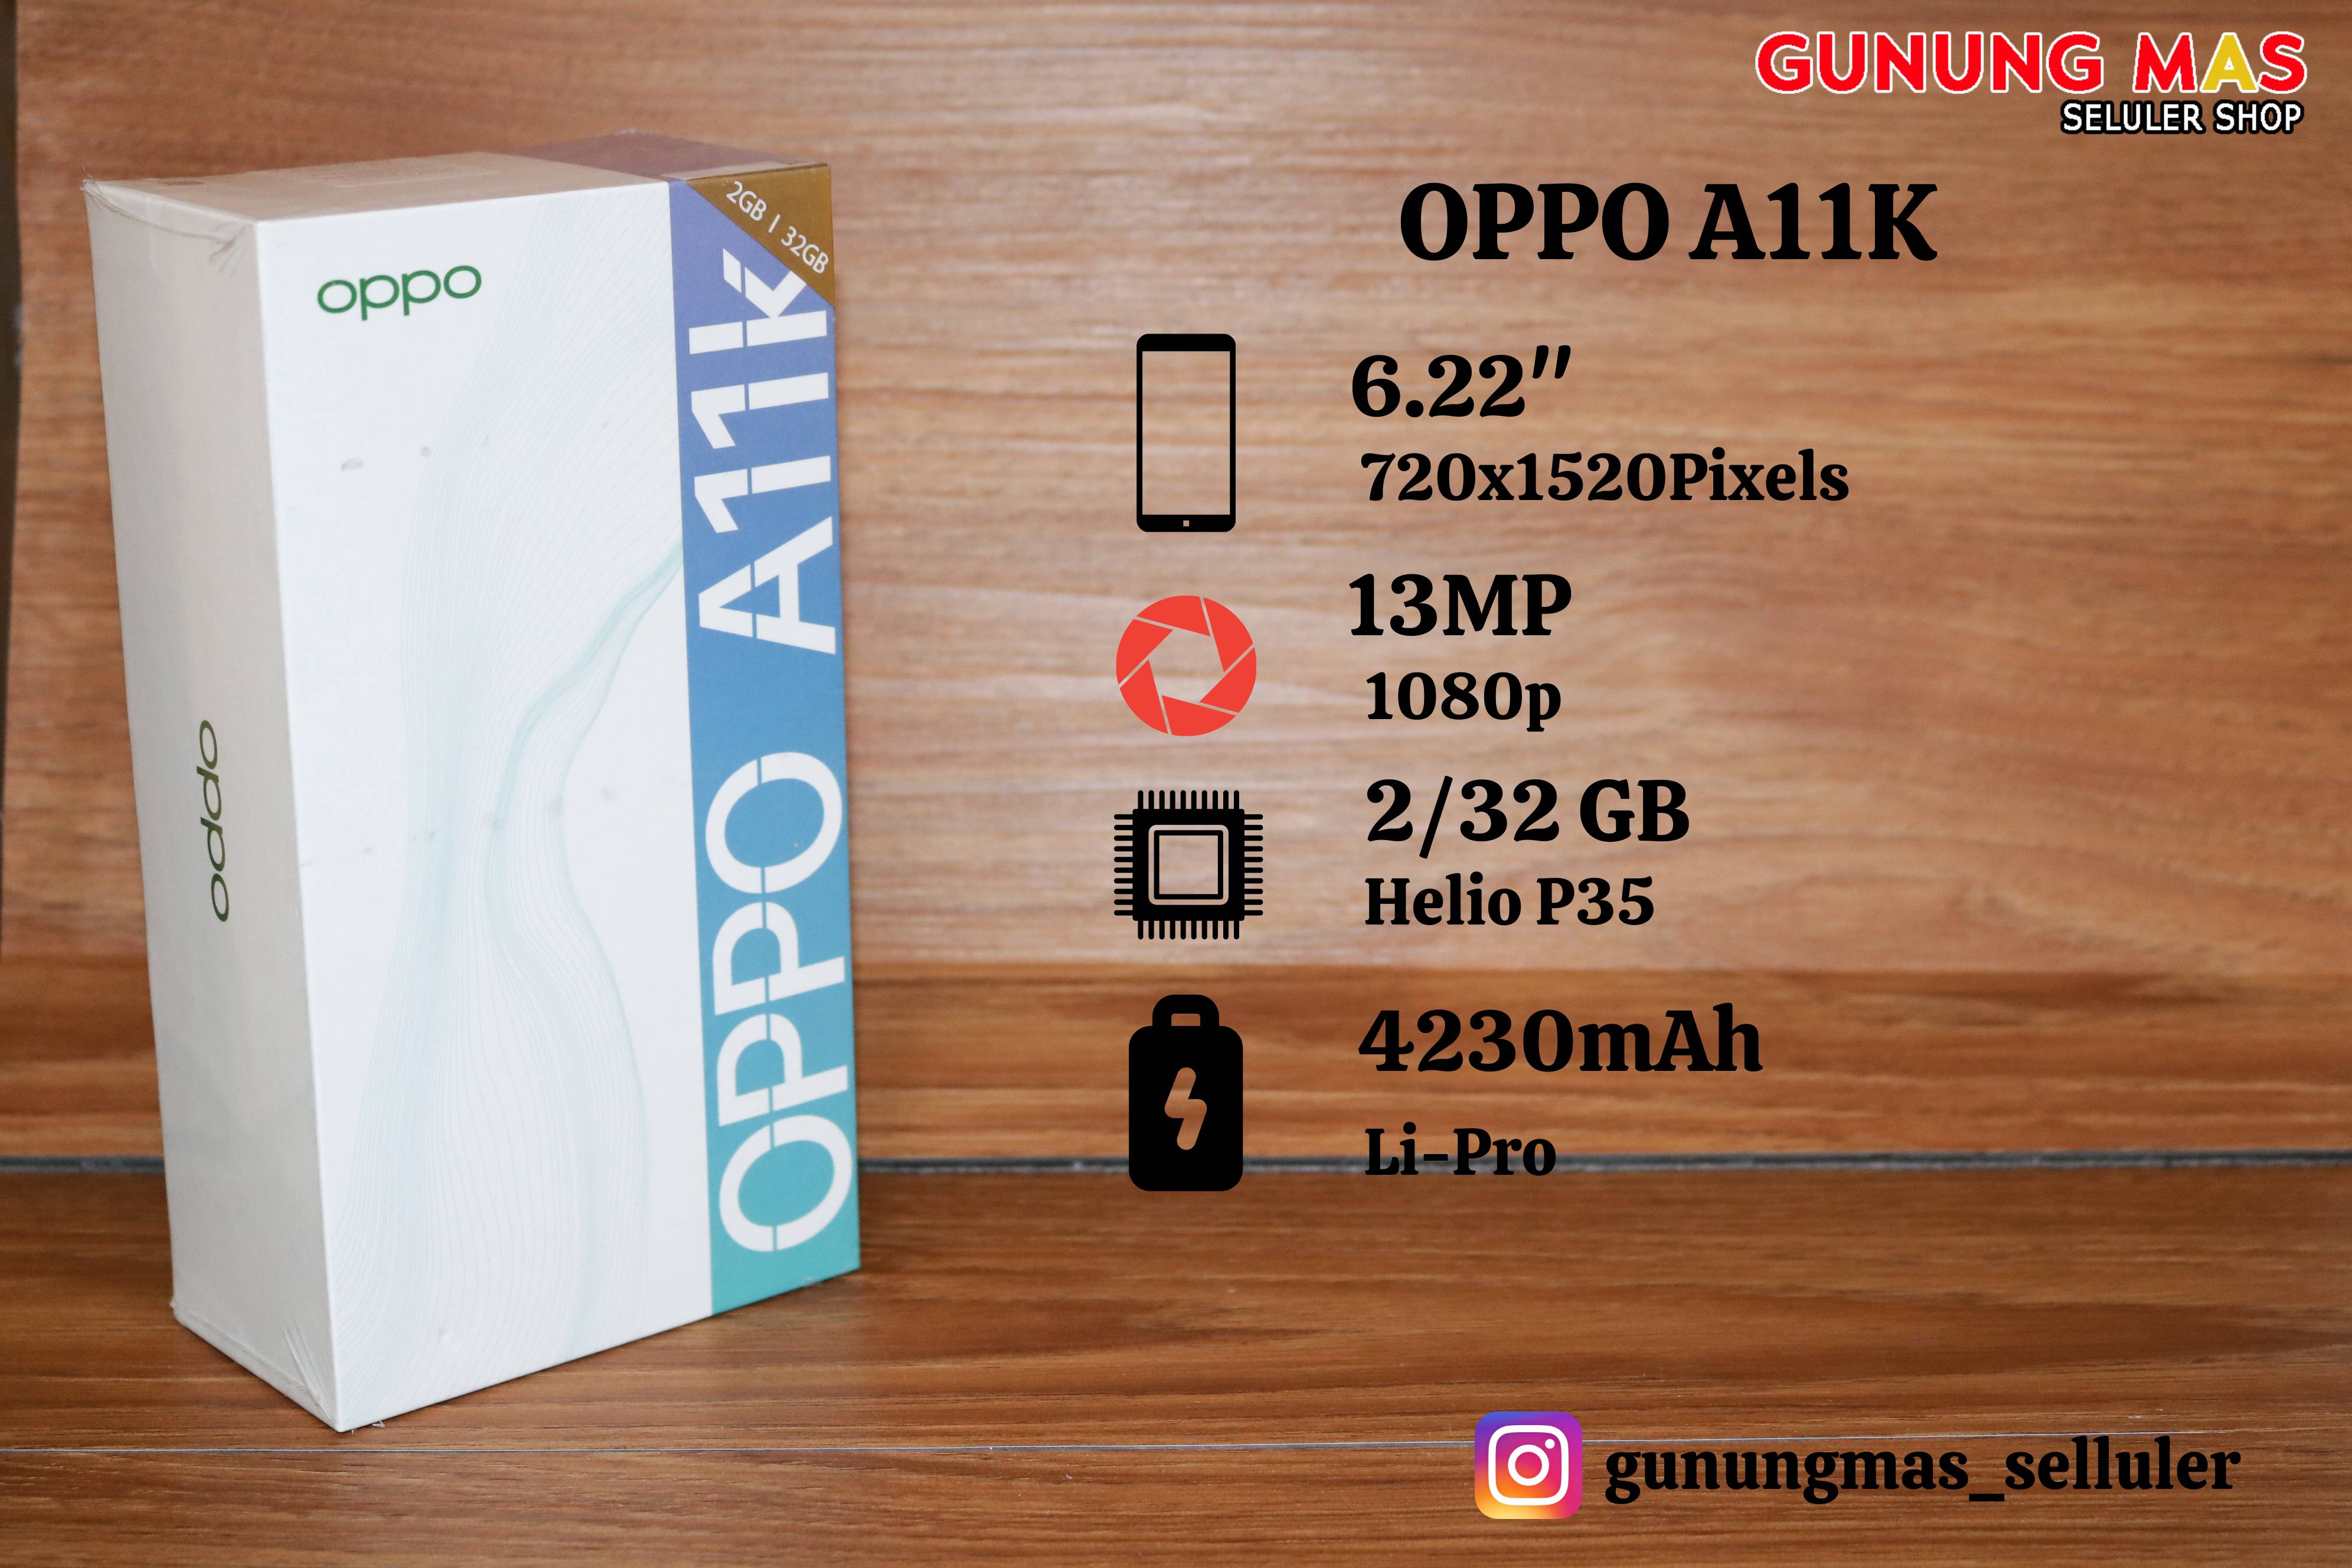 GUNUNG MAS
SELULER SHOP
OPPO A11K
6.22"
720x1520Pixels
13MP
1080p
2/32 GB
Helio P35
4230mAh
Li-Pro
gunungmas_selluler
oppo
oppo
OPPO A11k
2GB | 32GB